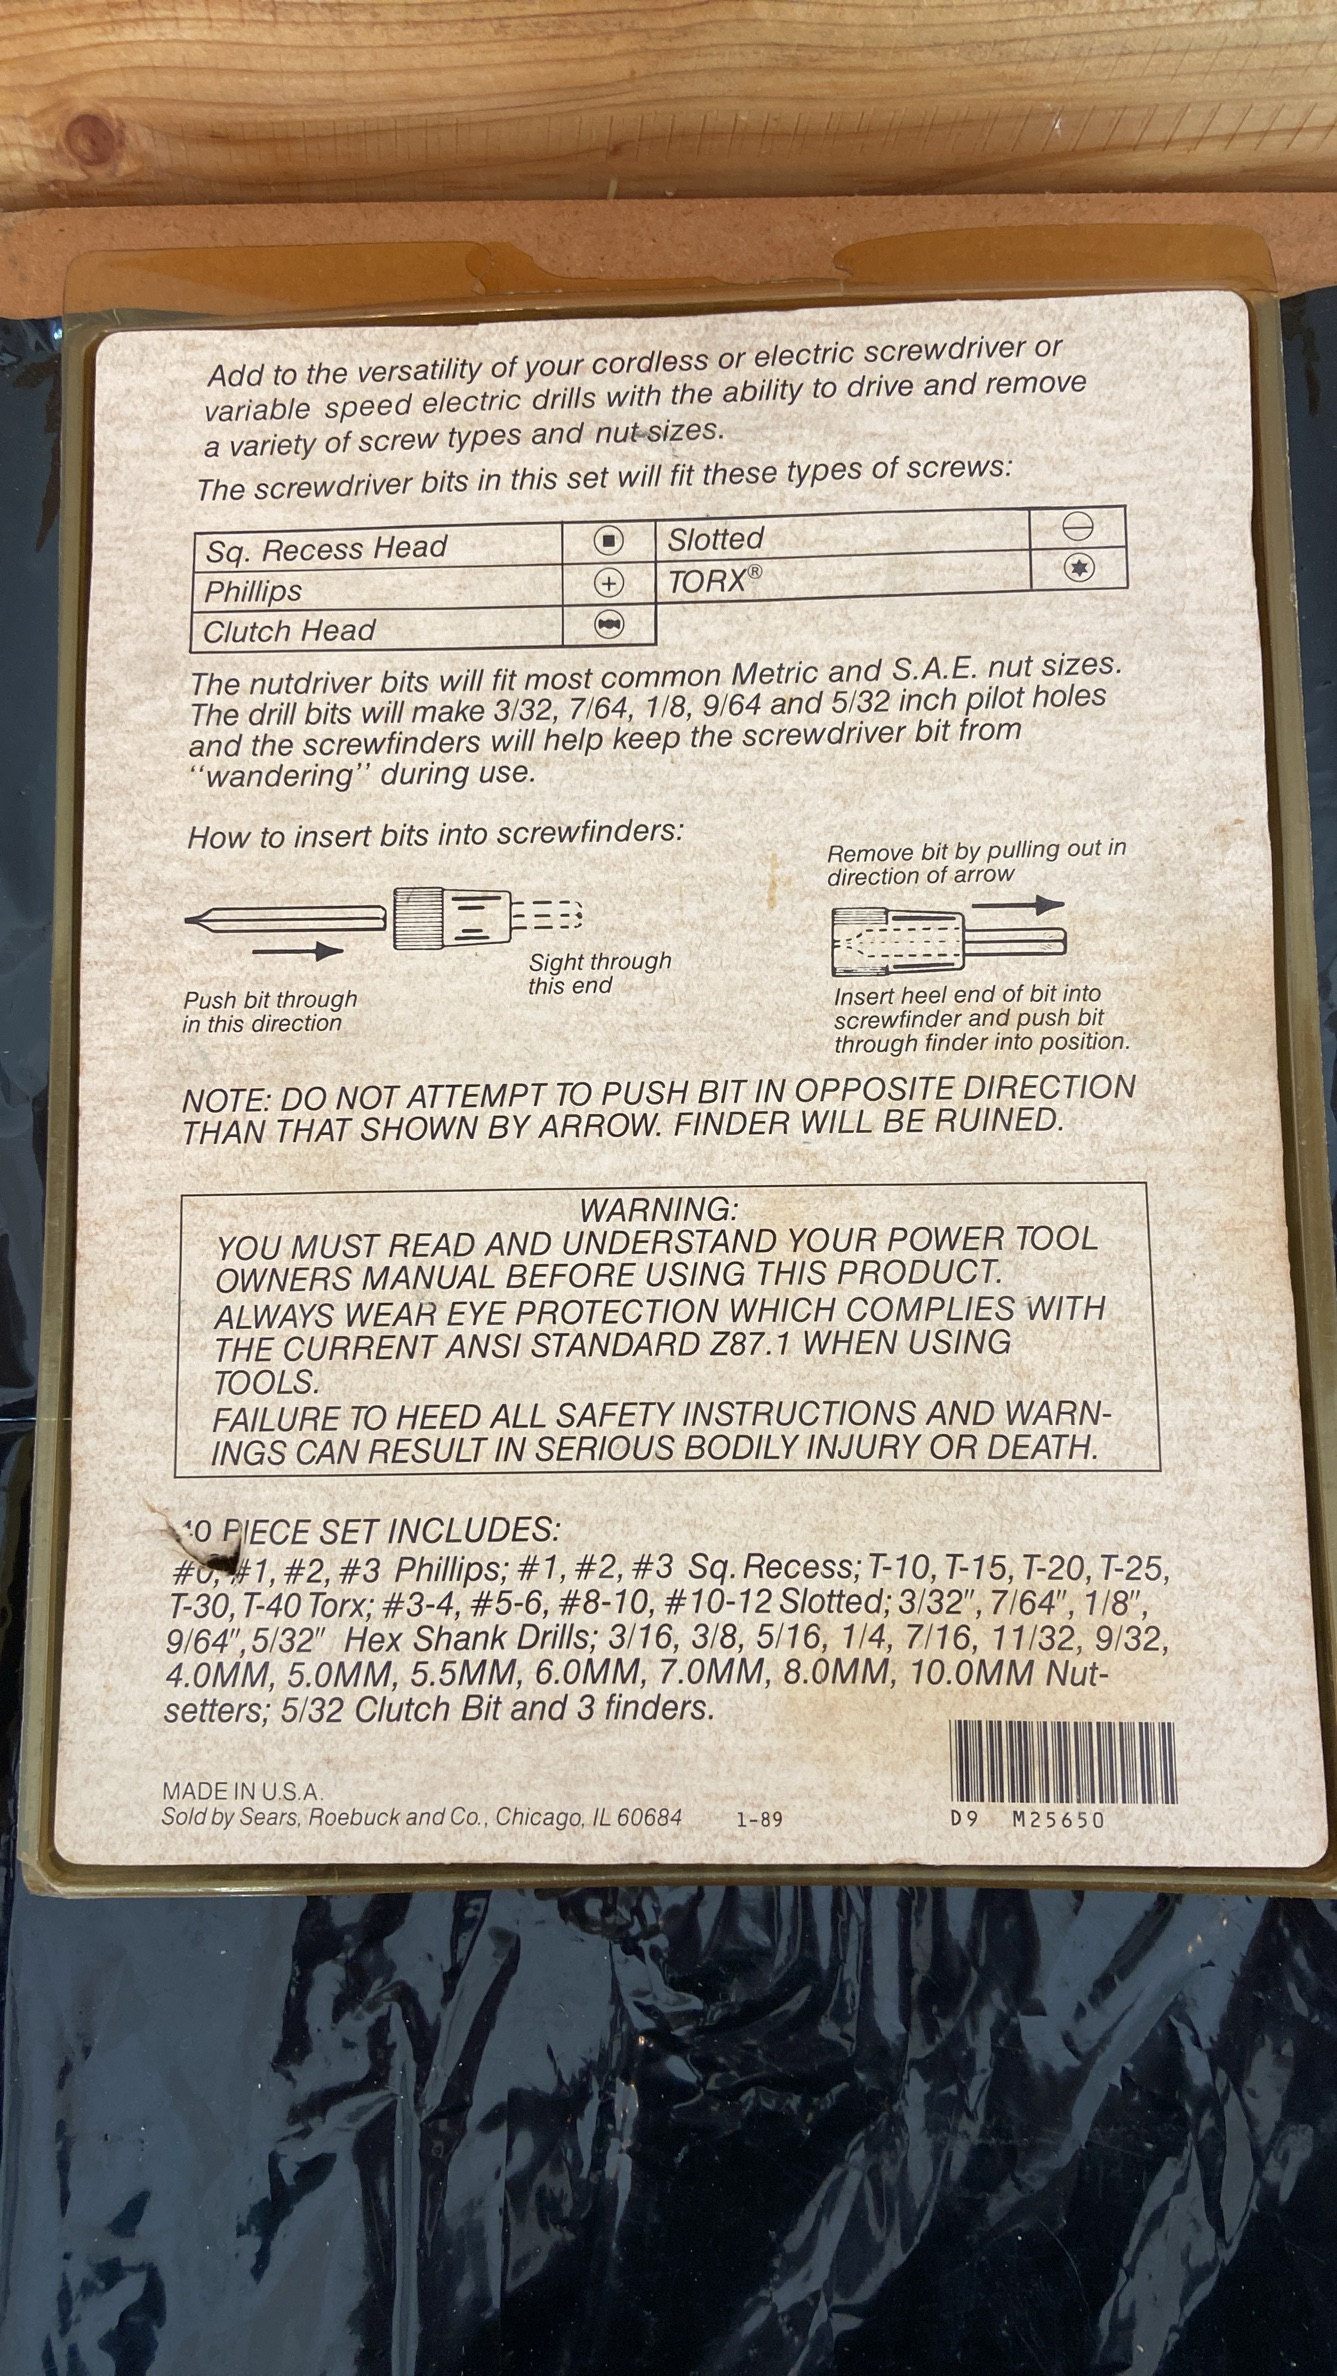 Add to the versatility of your cordless or electric screwdriver or
variable speed electric drills with the ability to drive and remove
a variety of screw types and nut sizes.
The screwdriver bits in this set will fit these types of screws:
Sq. Recess Head Slotted
Phillips TORX®
Clutch Head
The nutdriver bits will fit most common Metric and S.A.E. nut sizes.
The drill bits will make 3/32, 7/64, 1/8, 9/64 and 5/32 inch pilot holes
and the screwfinders will help keep the screwdriver bit from
‘‘wandering’’ during use.
How to insert bits into screwfinders:
Push bit through
in this direction
Sight through
this end
Remove bit by pulling out in
direction of arrow
Insert heel end of bit into
screwfinder and push bit
through finder into position.
NOTE: DO NOT ATTEMPT TO PUSH BIT IN OPPOSITE DIRECTION
THAN THAT SHOWN BY ARROW. FINDER WILL BE RUINED.
WARNING:
YOU MUST READ AND UNDERSTAND YOUR POWER TOOL
OWNERS MANUAL BEFORE USING THIS PRODUCT.
ALWAYS WEAR EYE PROTECTION WHICH COMPLIES WITH
THE CURRENT ANSI STANDARD Z87.1 WHEN USING
TOOLS.
FAILURE TO HEED ALL SAFETY INSTRUCTIONS AND WARN-
INGS CAN RESULT IN SERIOUS BODILY INJURY OR DEATH.
PIECE SET INCLUDES:
#0, #1, #2, #3 Phillips; #1, #2, #3 Sq. Recess; T-10, T-15, T-20, T-25,
T-30, T-40 Torx; #3-4, #5-6, #8-10, #10-12 Slotted; 3/32", 7/64", 1/8",
9/64", 5/32" Hex Shank Drills; 3/16, 3/8, 5/16, 1/4, 7/16, 11/32, 9/32,
4.0MM, 5.0MM, 5.5MM, 6.0MM, 7.0MM, 8.0MM, 10.0MM Nut-
setters; 5/32 Clutch Bit and 3 finders.
MADE IN U.S.A.
Sold by Sears, Roebuck and Co., Chicago, IL 60684 1-89
D9 M25650